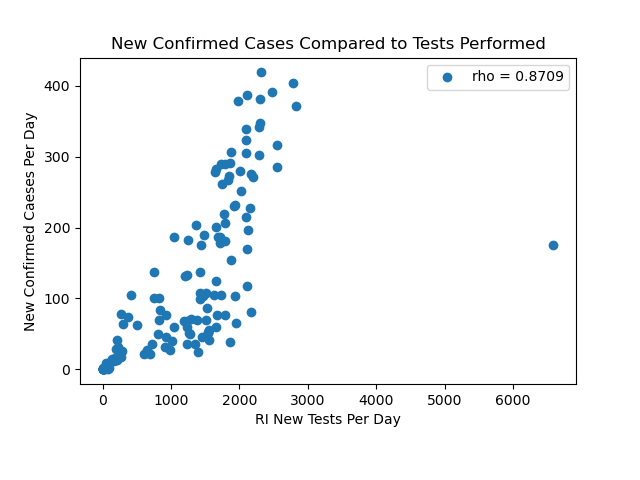 New Confirmed Cases Compared to Tests Performed
rho = 0.8709
400
300
200
100
0
New Confirmed Caeses Per Day
0 1000 2000 3000 4000 5000 6000
RI New Tests Per Day